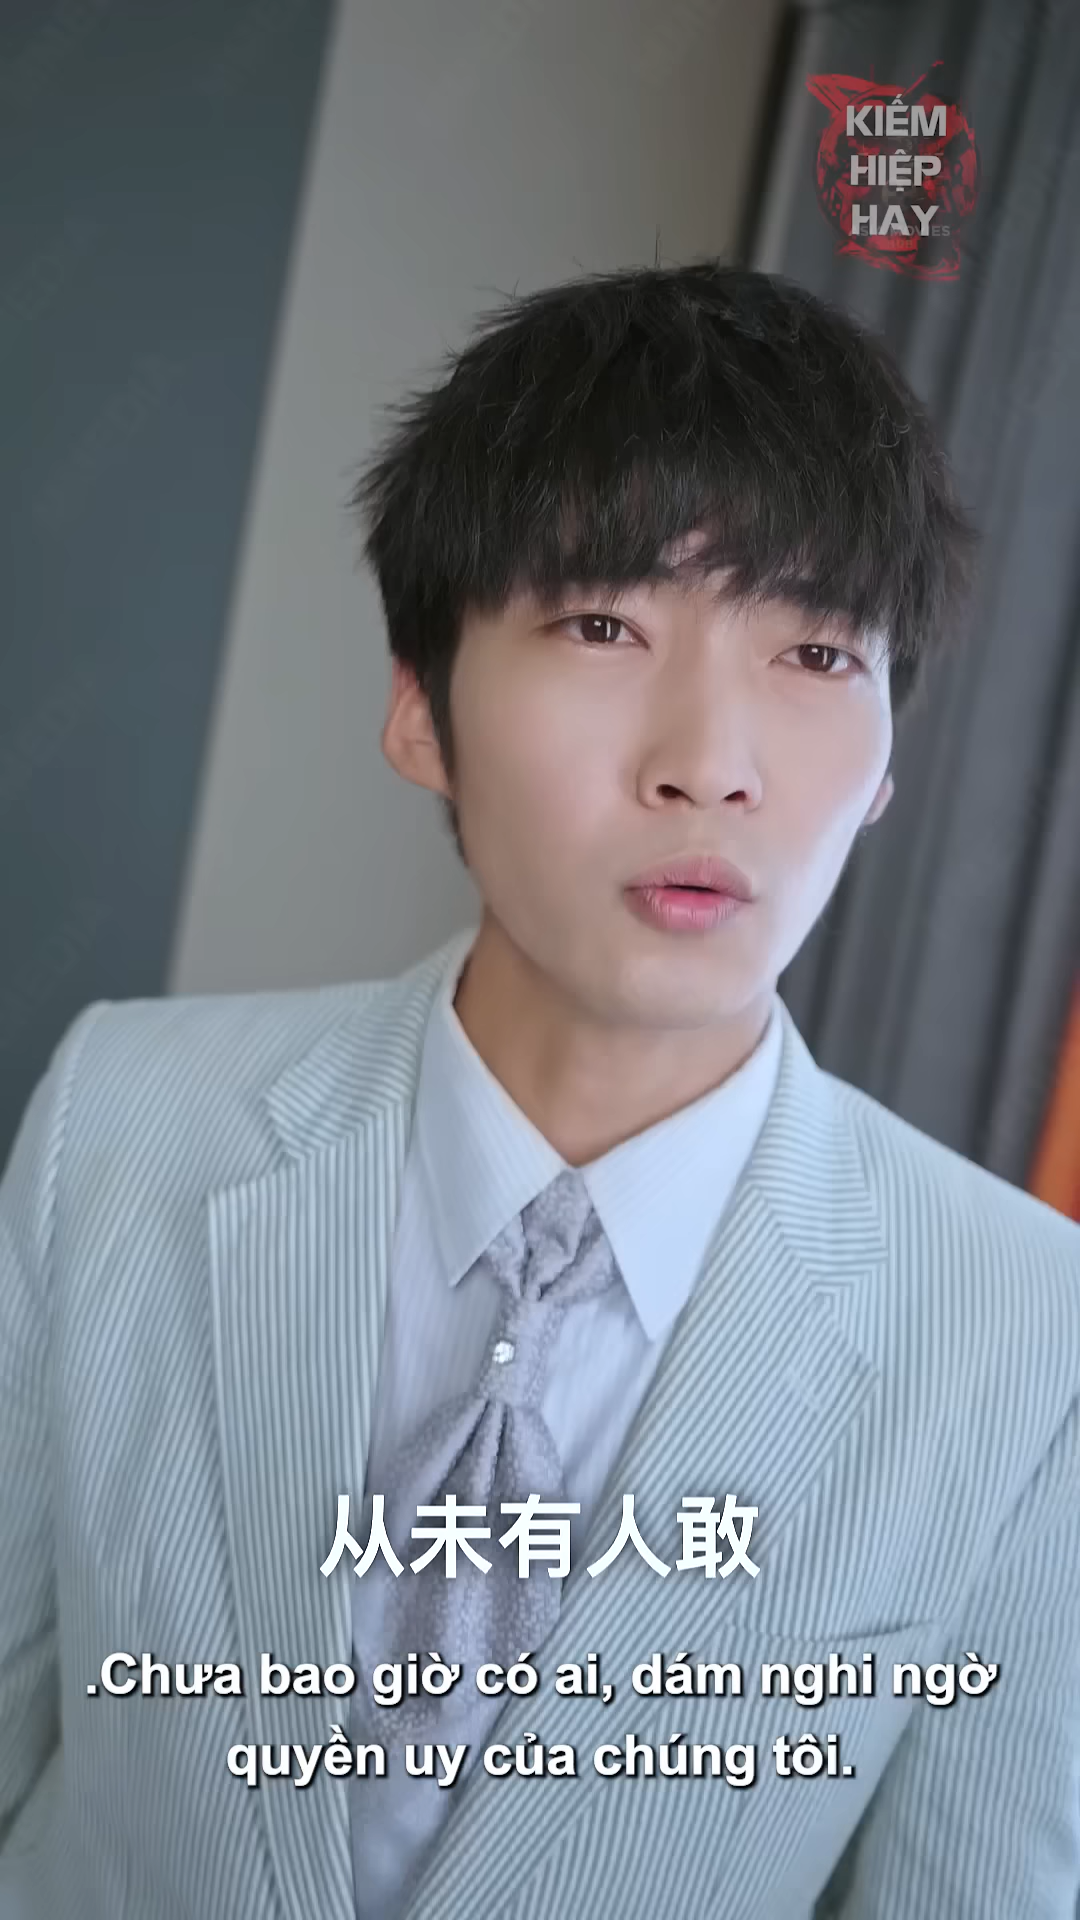 KIẾM
HIỆP
HAY
从未有人敢
.Chưa bao giờ có ai, dám nghi ngờ
quyền uy của chúng tôi.